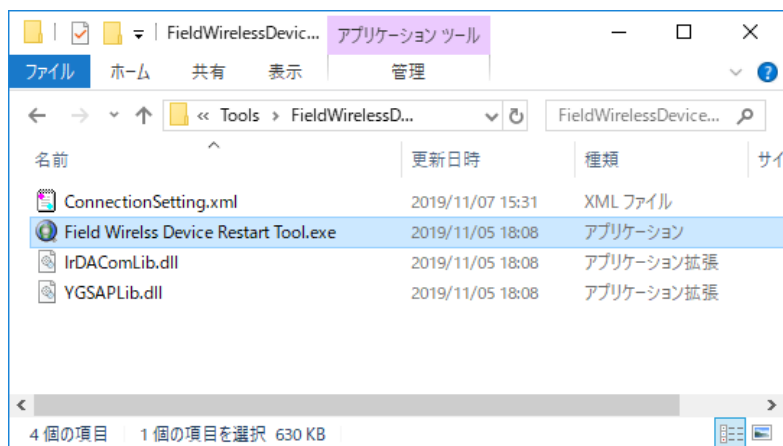 FieldWirelessDevic... アプリケーション ツール
ファイル ホーム 共有 表示 管理
« Tools > FieldWirelessD... FieldWirelessDevice...
名前 更新日時 種類 サイ
ConnectionSetting.xml 2019/11/07 15:31 XML ファイル
Field Wirelss Device Restart Tool.exe 2019/11/05 18:08 アプリケーション
IrDAComLib.dll 2019/11/05 18:08 アプリケーション拡張
YGSAPLib.dll 2019/11/05 18:08 アプリケーション拡張
4 個の項目 1 個の項目を選択 630 KB